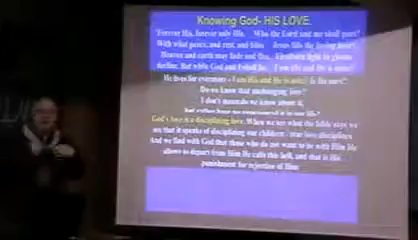 Knowing God- HIS LOVE.
'Forever His, forever only His. Who the Lord and me shall part?
With what peace, and rest, and bliss Jesus fills the loving heart.
Heaven and earth may fade and flee, Firstborn light in gloom
decline. But while God and I shall be, I am His and He is mine.'
He lives for evermore - I am His and He is mine! Is He ours?
Do we know that unchanging love?
I don't mean do we know about it,
God's love is a disciplining love. When we see what the Bible says we
see that it speaks of disciplining our children - true love disciplines
And we find with God that those who do not want to be with Him He
allows to depart from Him He calls this hell, and that is His
punishment for rejection of Him